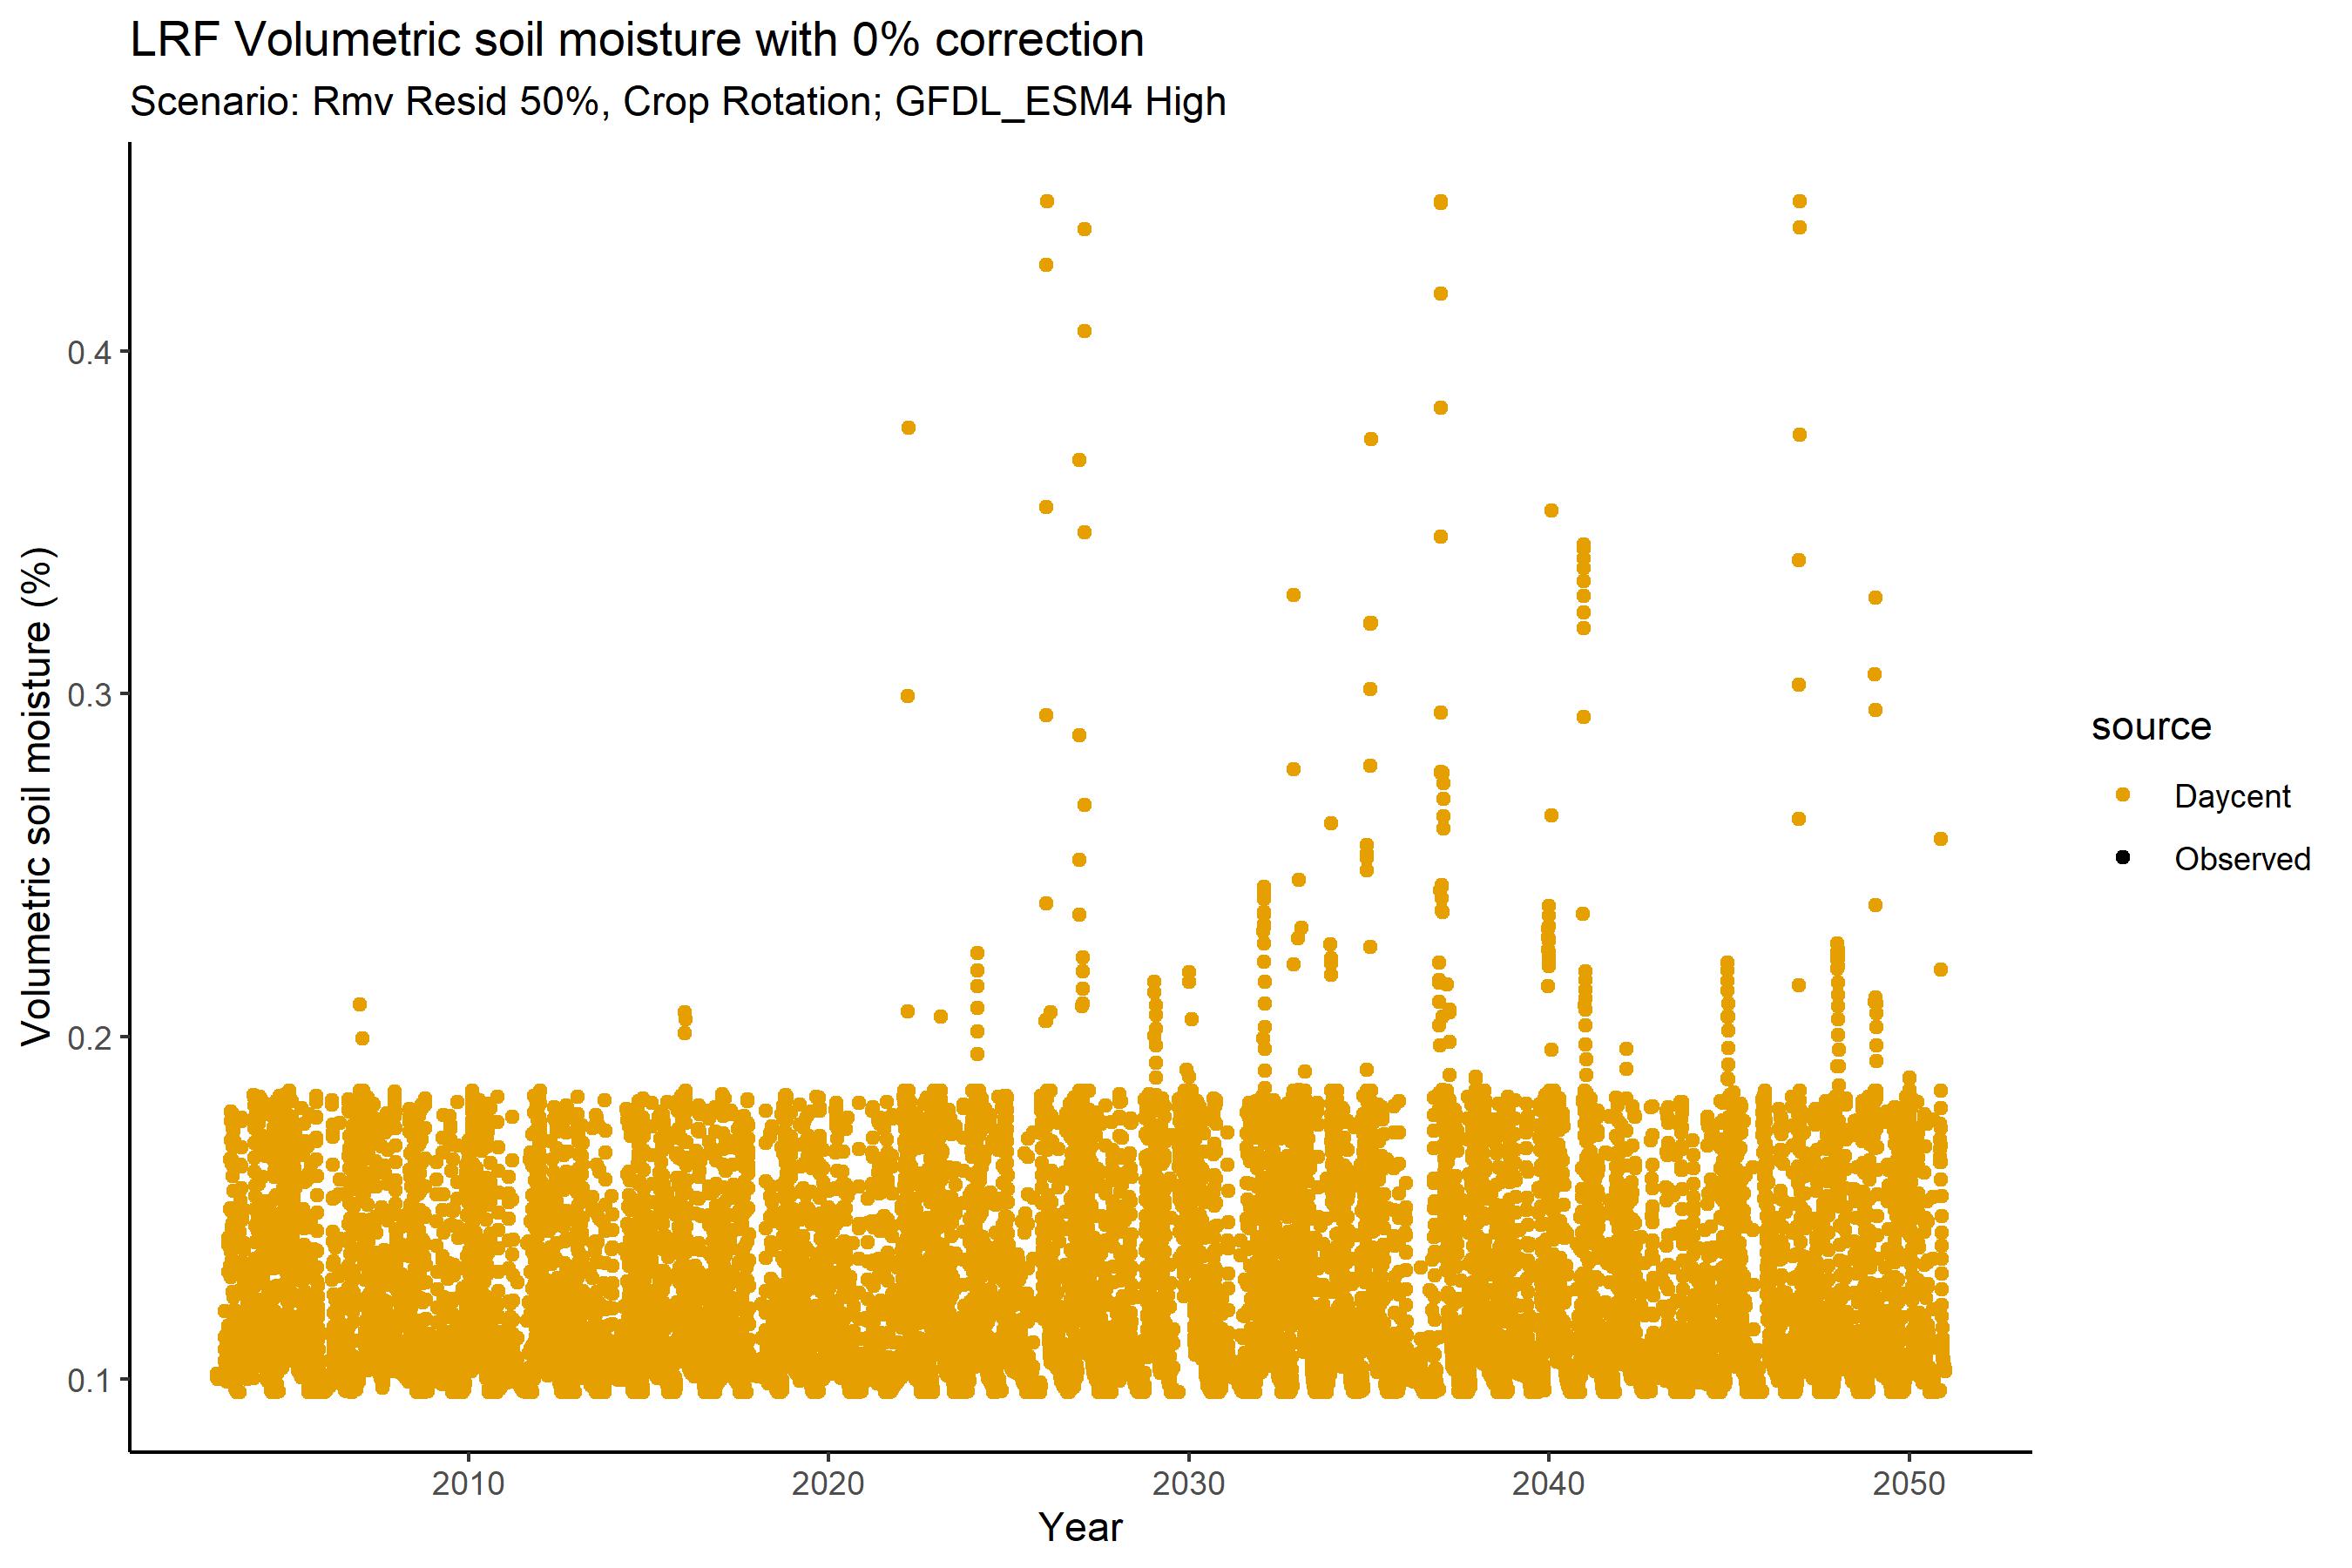 LRF Volumetric soil moisture with 0% correction
Scenario: Rmv Resid 50%, Crop Rotation; GFDL_ESM4 High
Volumetric soil moisture (%)
0.4
0.3
0.2
0.1
2010 2020 2030 2040 2050
Year
source
Daycent
Observed